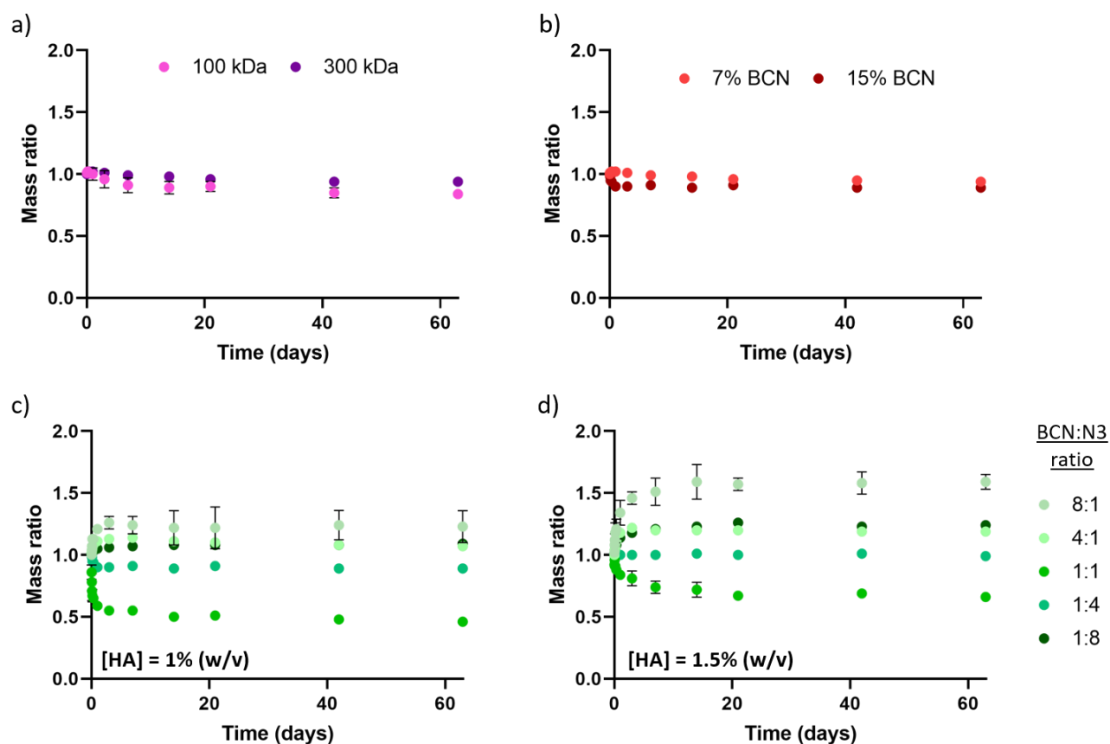 a)
2.0
1.5
1.0
0.5
0.0
Mass ratio
100 kDa 300 kDa
0 20 40 60
Time (days)
b)
2.0
1.5
1.0
0.5
0.0
Mass ratio
7% BCN 15% BCN
0 20 40 60
Time (days)
c)
2.0
1.5
1.0
0.5
0.0
Mass ratio
[HA] = 1% (w/v)
0 20 40 60
Time (days)
d)
2.0
1.5
1.0
0.5
0.0
Mass ratio
[HA] = 1.5% (w/v)
0 20 40 60
Time (days)
BCN:N3
ratio
8:1
4:1
1:1
1:4
1:8